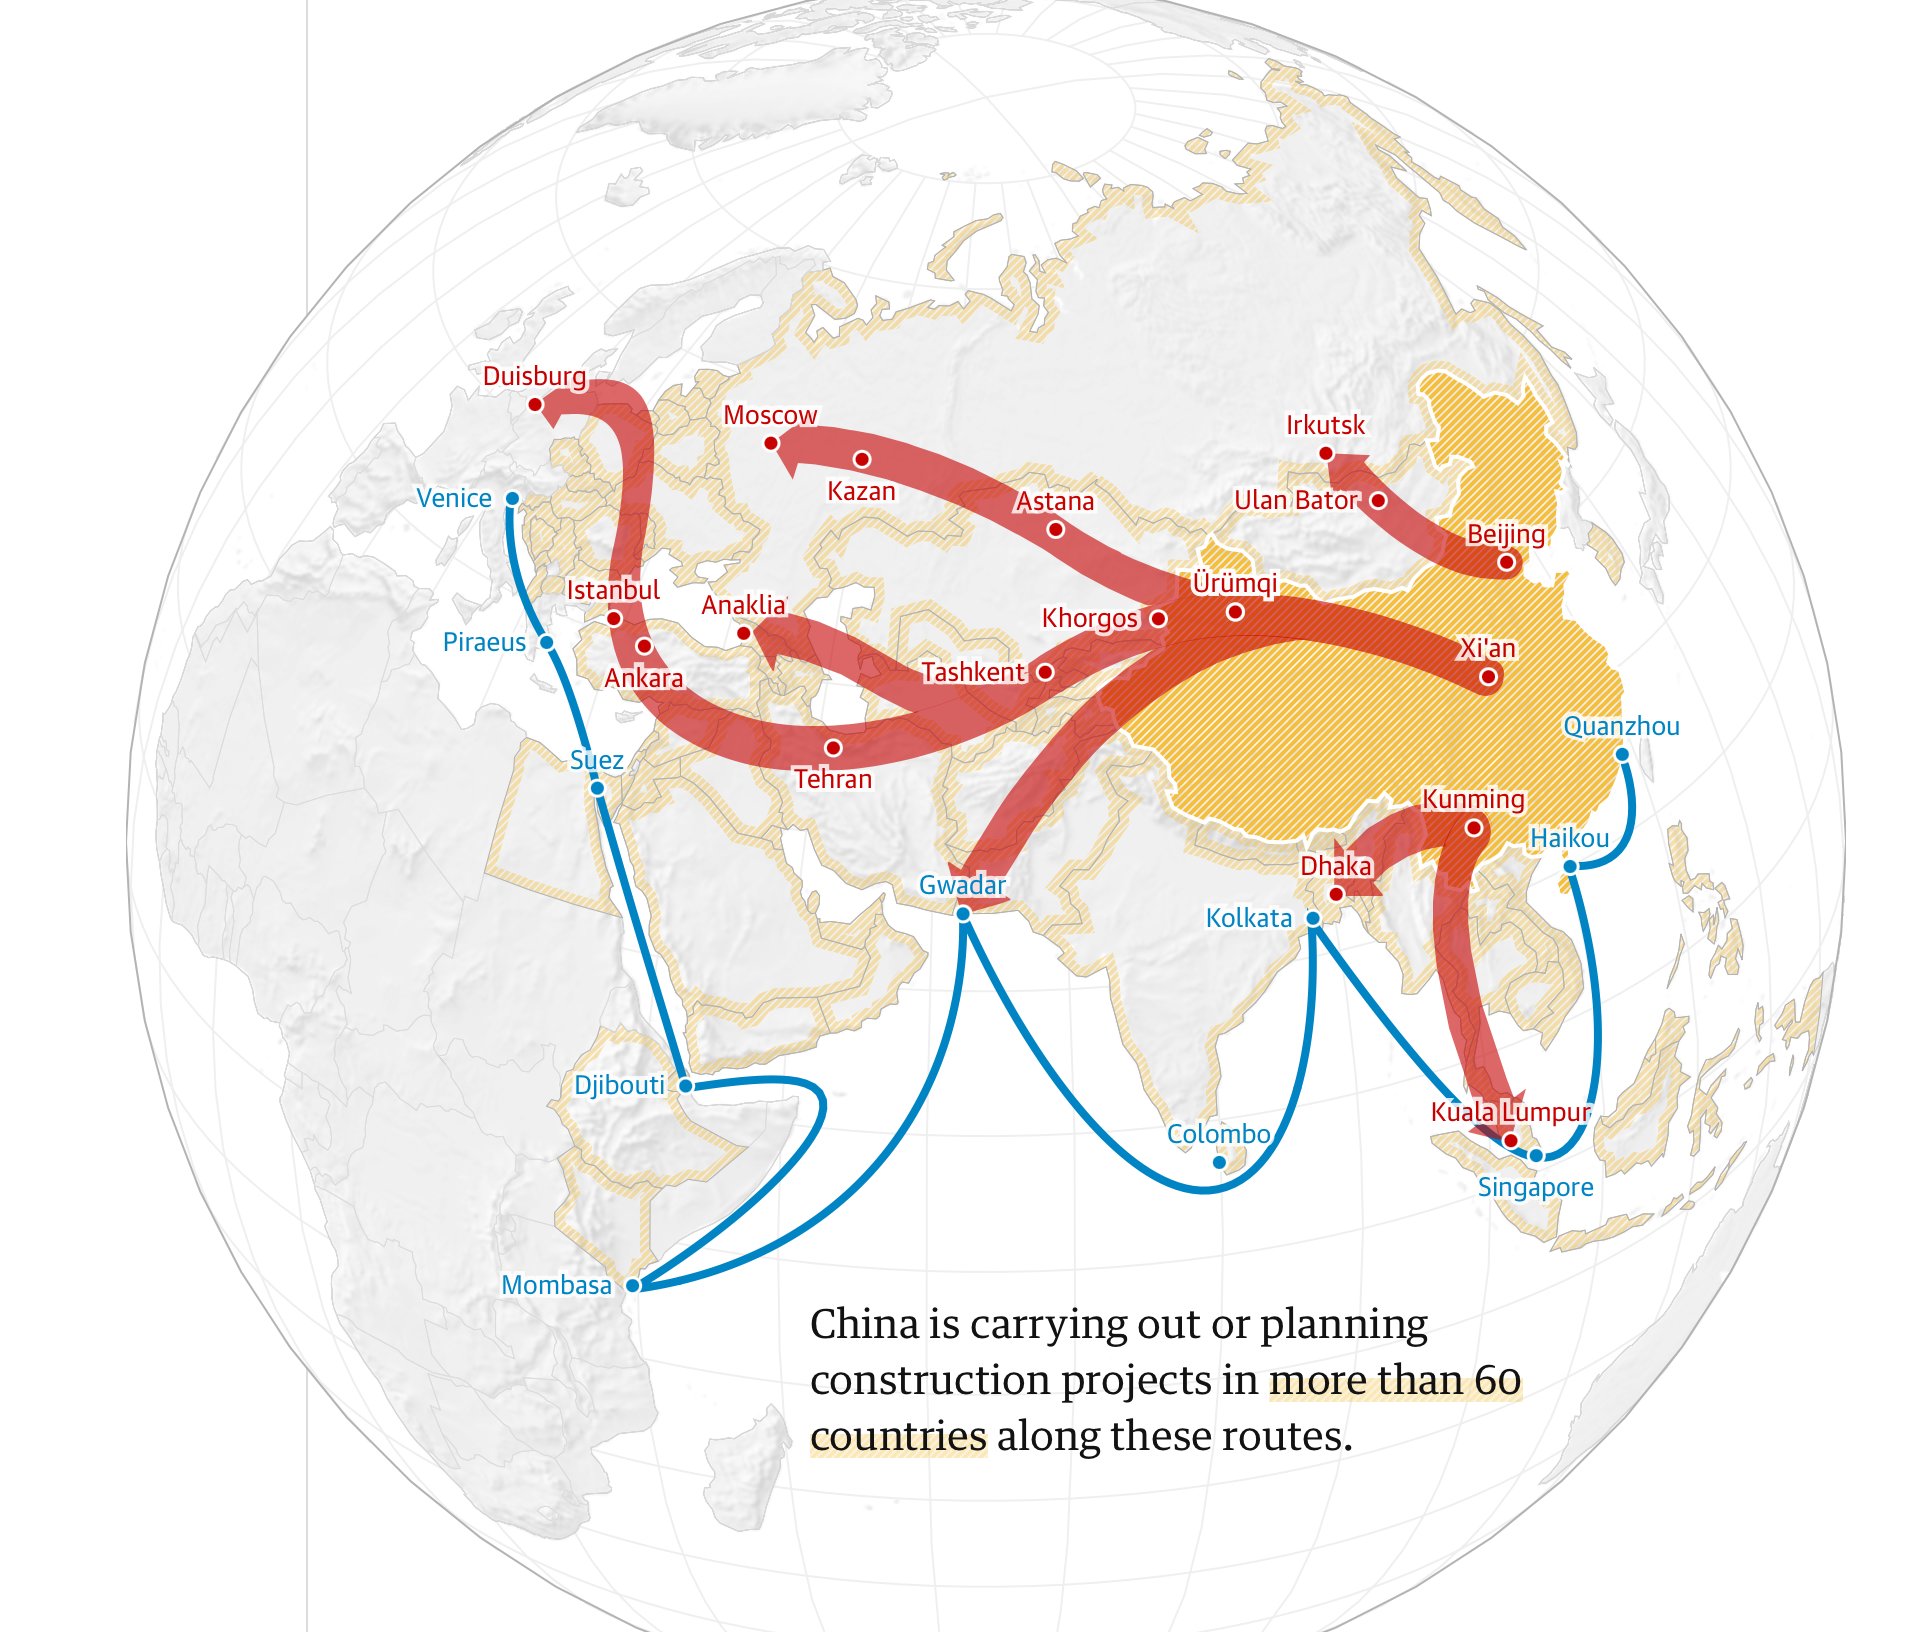 Duisburg
Moscow
Irkutsk
Kazan
Venice
Astana
Ulan Bator
Beijing
Istanbul
Anaklia
Khorgos
Ürümqi
Piraeus
Ankara
Tashkent
Xi'an
Quanzhou
Suez
Tehran
Kunming
Haikou
Dhaka
Gwadar
Kolkata
Djibouti
Kuala Lumpur
Colombo
Singapore
Mombasa
China is carrying out or planning
construction projects in more than 60
countries along these routes.